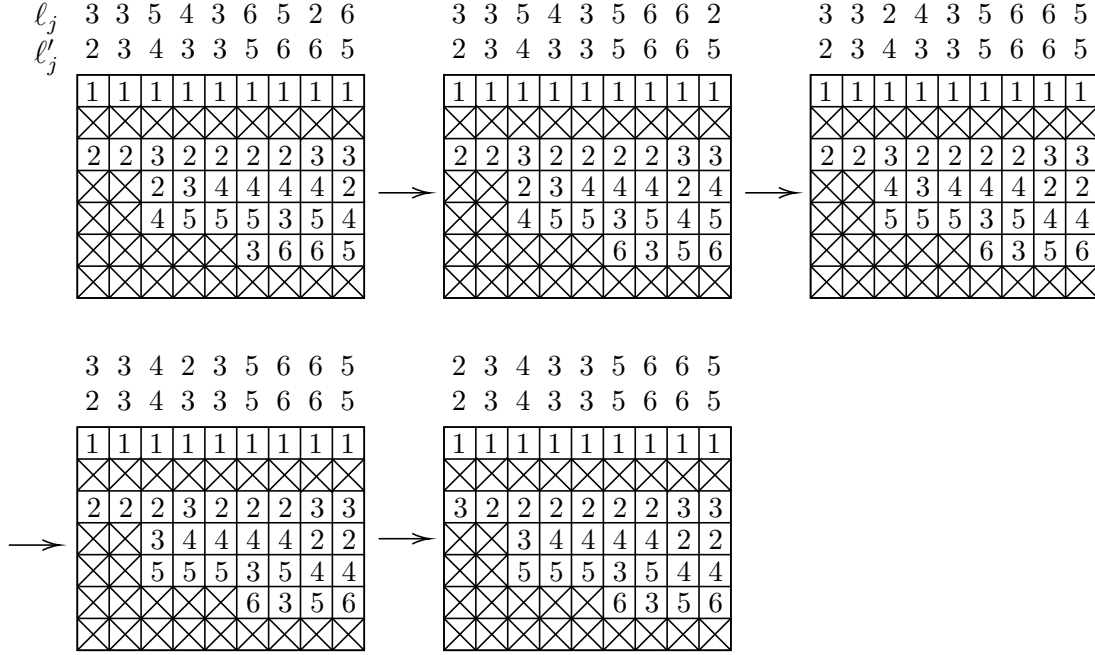 ℓ_j 3 3 5 4 3 6 5 2 6
ℓ'_j 2 3 4 3 3 5 6 6 5
1 1 1 1 1 1 1 1 1
2 2 3 2 2 2 2 3 3
2 3 4 4 4 4 2
4 5 5 5 3 5 4
3 6 6 5
3 3 5 4 3 5 6 6 2
2 3 4 3 3 5 6 6 5
1 1 1 1 1 1 1 1 1
2 2 3 2 2 2 2 3 3
2 3 4 4 4 2 4
4 5 5 3 5 4 5
6 3 5 6
3 3 2 4 3 5 6 6 5
2 3 4 3 3 5 6 6 5
1 1 1 1 1 1 1 1 1
2 2 3 2 2 2 2 3 3
4 3 4 4 4 2 2
5 5 5 3 5 4 4
6 3 5 6
3 3 4 2 3 5 6 6 5
2 3 4 3 3 5 6 6 5
1 1 1 1 1 1 1 1 1
2 2 2 3 2 2 2 3 3
3 4 4 4 4 2 2
5 5 5 3 5 4 4
6 3 5 6
2 3 4 3 3 5 6 6 5
2 3 4 3 3 5 6 6 5
1 1 1 1 1 1 1 1 1
3 2 2 2 2 2 2 3 3
3 4 4 4 4 2 2
5 5 5 3 5 4 4
6 3 5 6